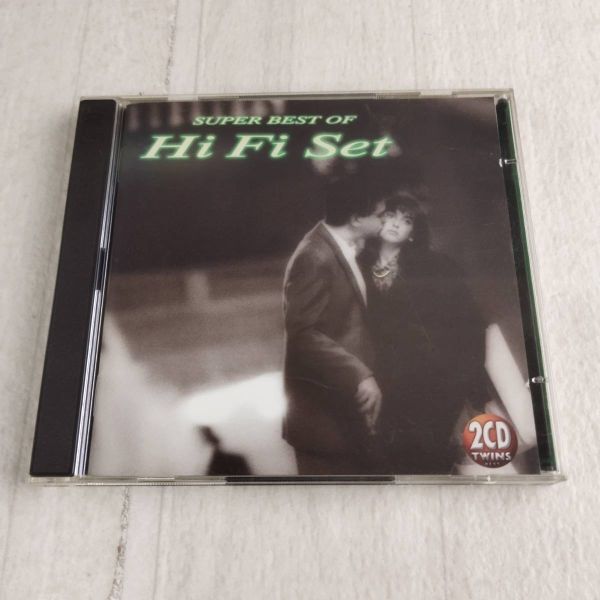 SUPER BEST OF
Hi Fi Set
2CD
TWINS